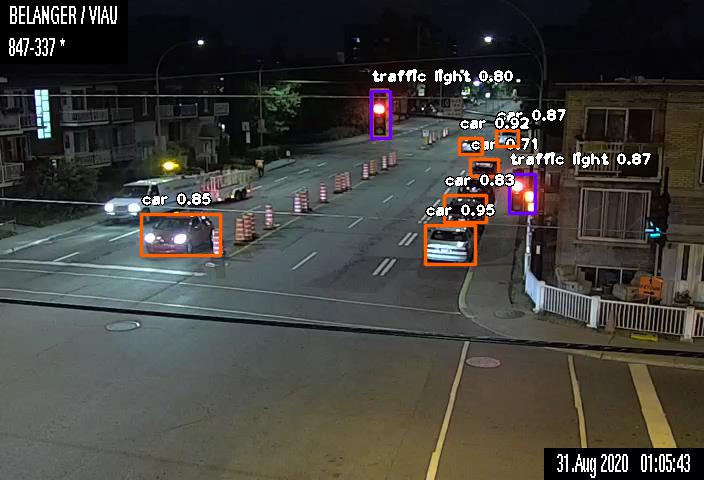 BELANGER / VIAU
847-337 *
traffic light 0.80
car 0.87
car 0.92
car 0.71
traffic light 0.87
car 0.83
car 0.85
car 0.95
31.Aug 2020 01:05:43